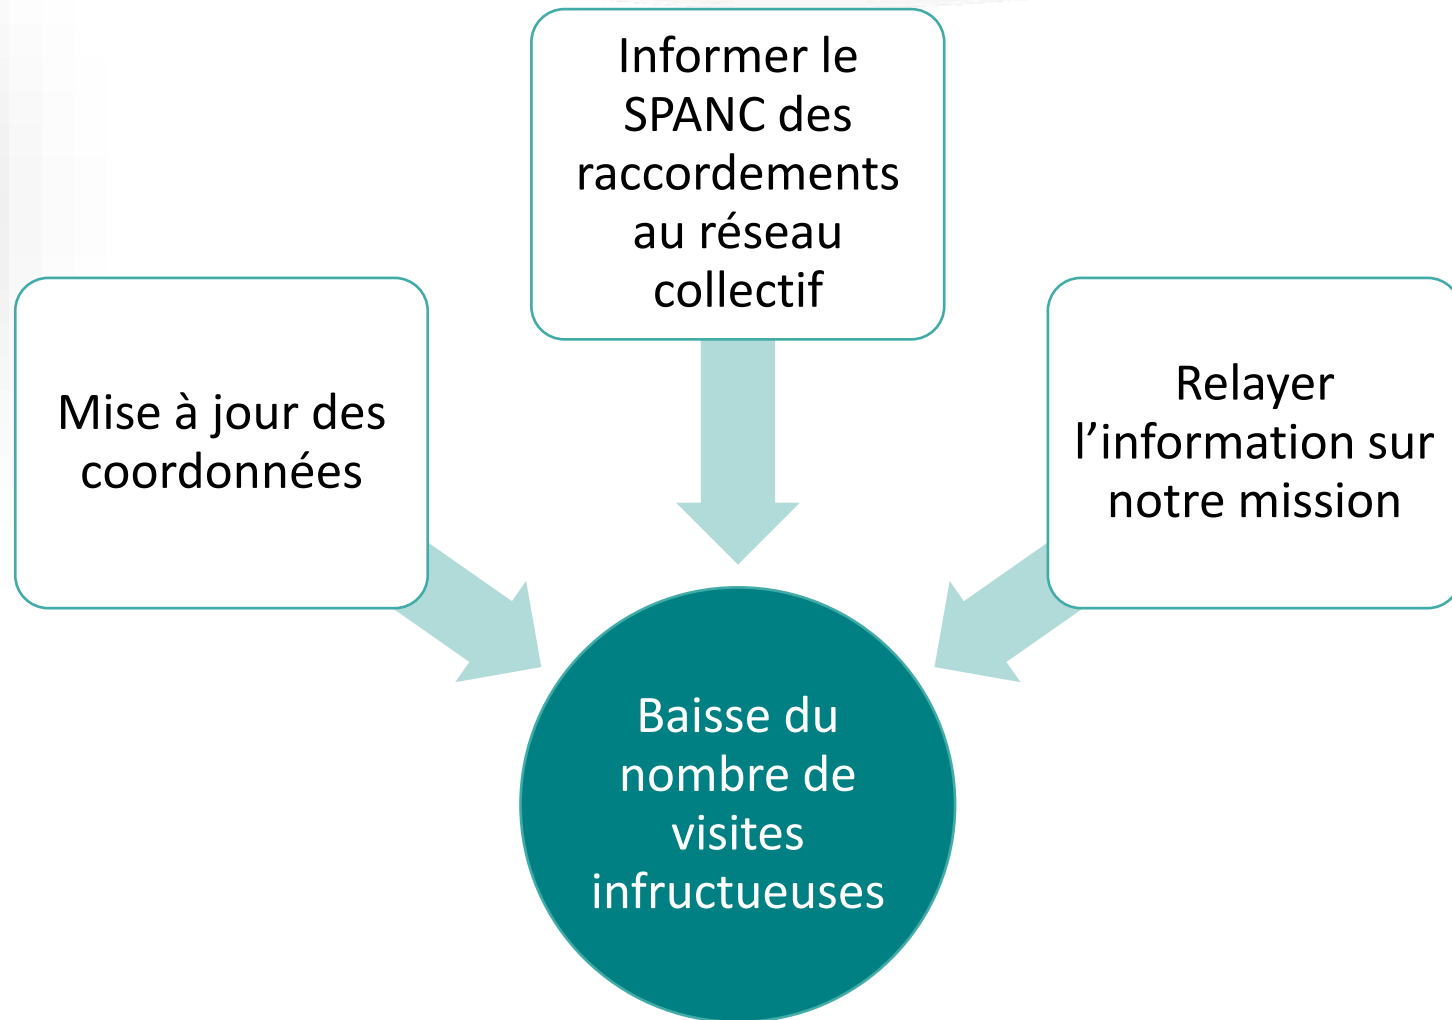 Informer le
SPANC des
raccordements
au réseau
collectif
Mise à jour des
coordonnées
Relayer
l’information sur
notre mission
Baisse du
nombre de
visites
infructueuses